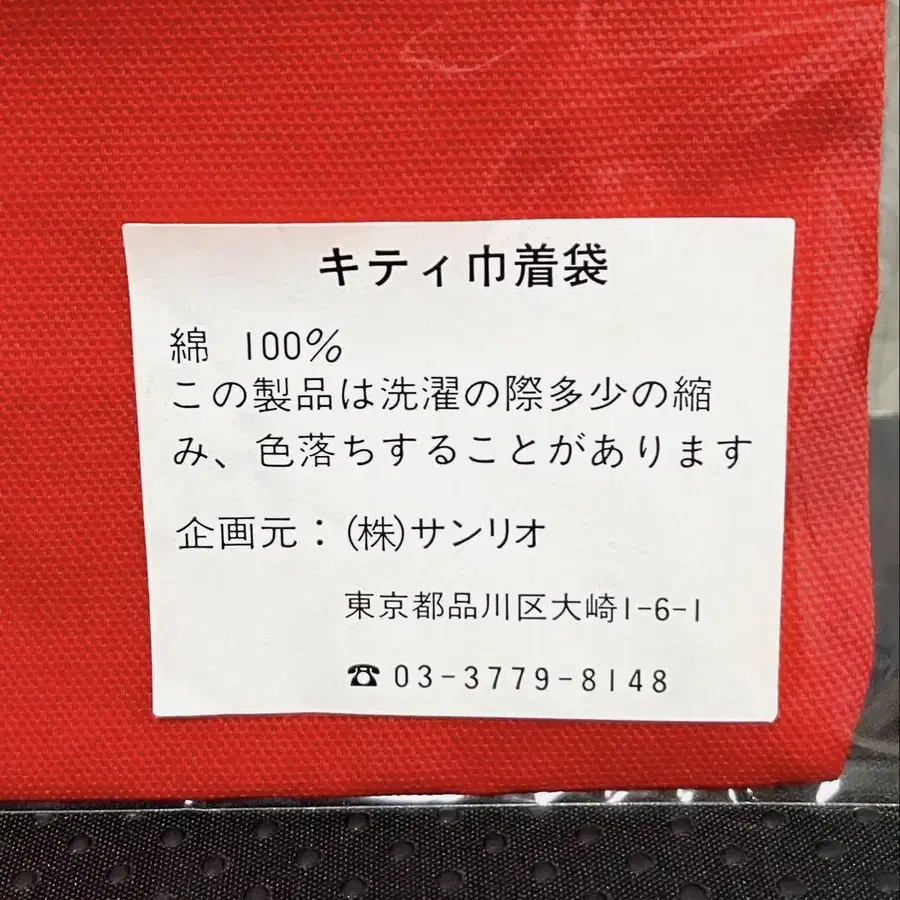 キティ巾着袋
綿 100%
この製品は洗濯の際多少の縮
み、色落ちすることがあります
企画元：(株)サンリオ
東京都品川区大崎1-6-1
☎03-3779-8148